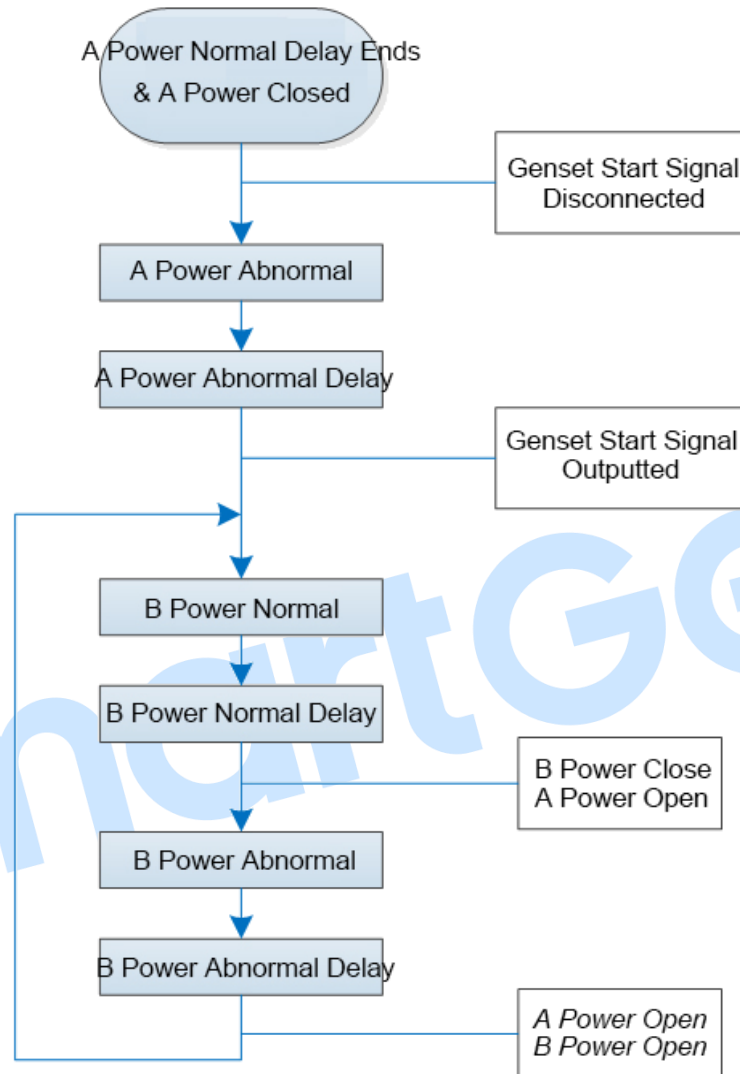 A Power Normal Delay Ends
& A Power Closed
Genset Start Signal
Disconnected
A Power Abnormal
A Power Abnormal Delay
Genset Start Signal
Outputted
B Power Normal
B Power Normal Delay
B Power Close
A Power Open
B Power Abnormal
B Power Abnormal Delay
A Power Open
B Power Open